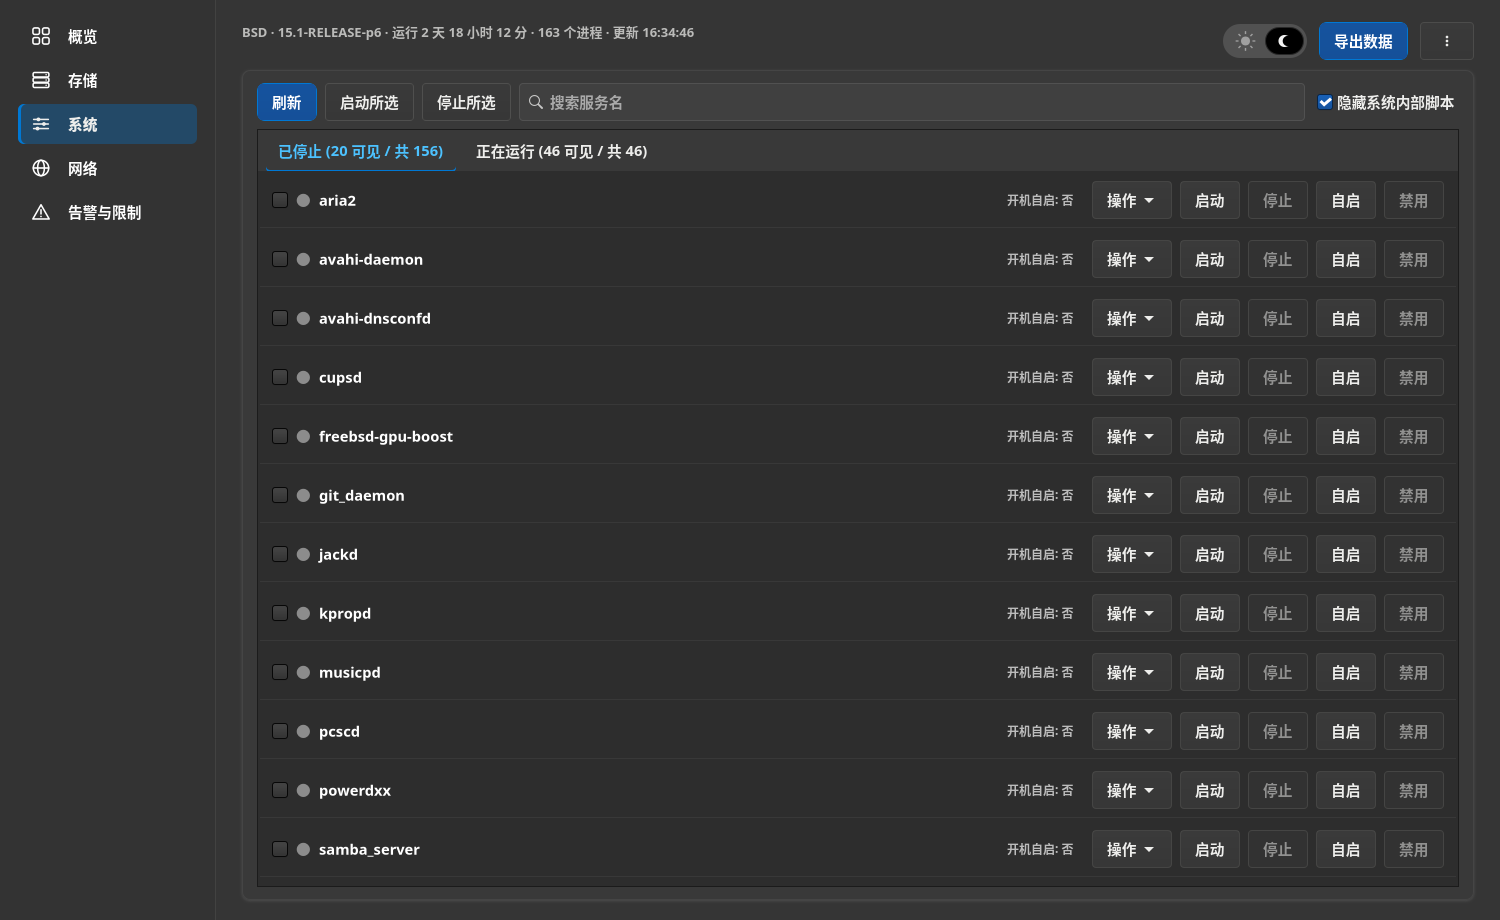 概览
存储
系统
网络
告警与限制
BSD · 15.1-RELEASE-p6 · 运行 2 天 18 小时 12 分 · 163 个进程 · 更新 16:34:46
导出数据
刷新 启动所选 停止所选 搜索服务名 隐藏系统内部脚本
已停止 (20 可见 / 共 156) 正在运行 (46 可见 / 共 46)
aria2 开机自启: 否 操作 启动 停止 自启 禁用
avahi-daemon 开机自启: 否 操作 启动 停止 自启 禁用
avahi-dnsconfd 开机自启: 否 操作 启动 停止 自启 禁用
cupsd 开机自启: 否 操作 启动 停止 自启 禁用
freebsd-gpu-boost 开机自启: 否 操作 启动 停止 自启 禁用
git_daemon 开机自启: 否 操作 启动 停止 自启 禁用
jackd 开机自启: 否 操作 启动 停止 自启 禁用
kpropd 开机自启: 否 操作 启动 停止 自启 禁用
musicpd 开机自启: 否 操作 启动 停止 自启 禁用
pcscd 开机自启: 否 操作 启动 停止 自启 禁用
powerdxx 开机自启: 否 操作 启动 停止 自启 禁用
samba_server 开机自启: 否 操作 启动 停止 自启 禁用